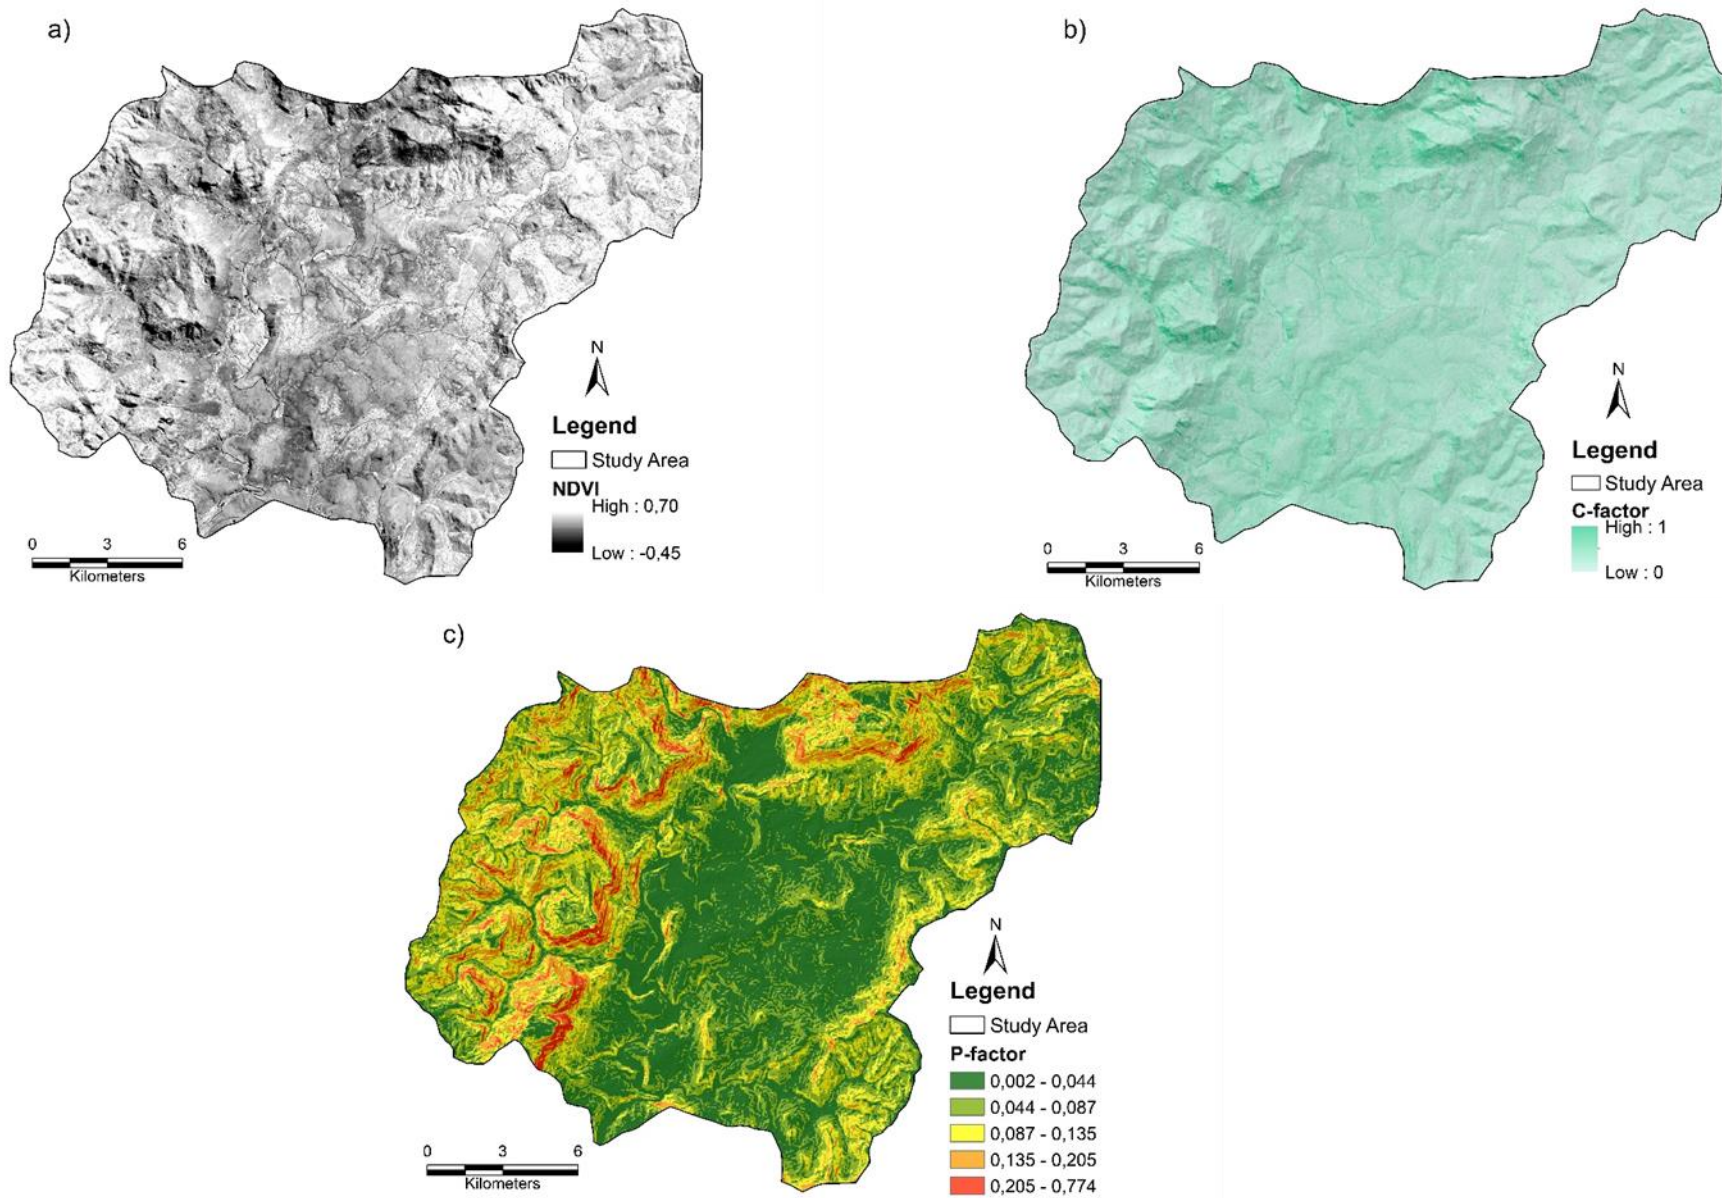 a)
N
Legend
Study Area
NDVI
High : 0,70
Low : -0,45
0 3 6
Kilometers
b)
N
Legend
Study Area
C-factor
High : 1
Low : 0
0 3 6
Kilometers
c)
N
Legend
Study Area
P-factor
0,002 - 0,044
0,044 - 0,087
0,087 - 0,135
0,135 - 0,205
0,205 - 0,774
0 3 6
Kilometers